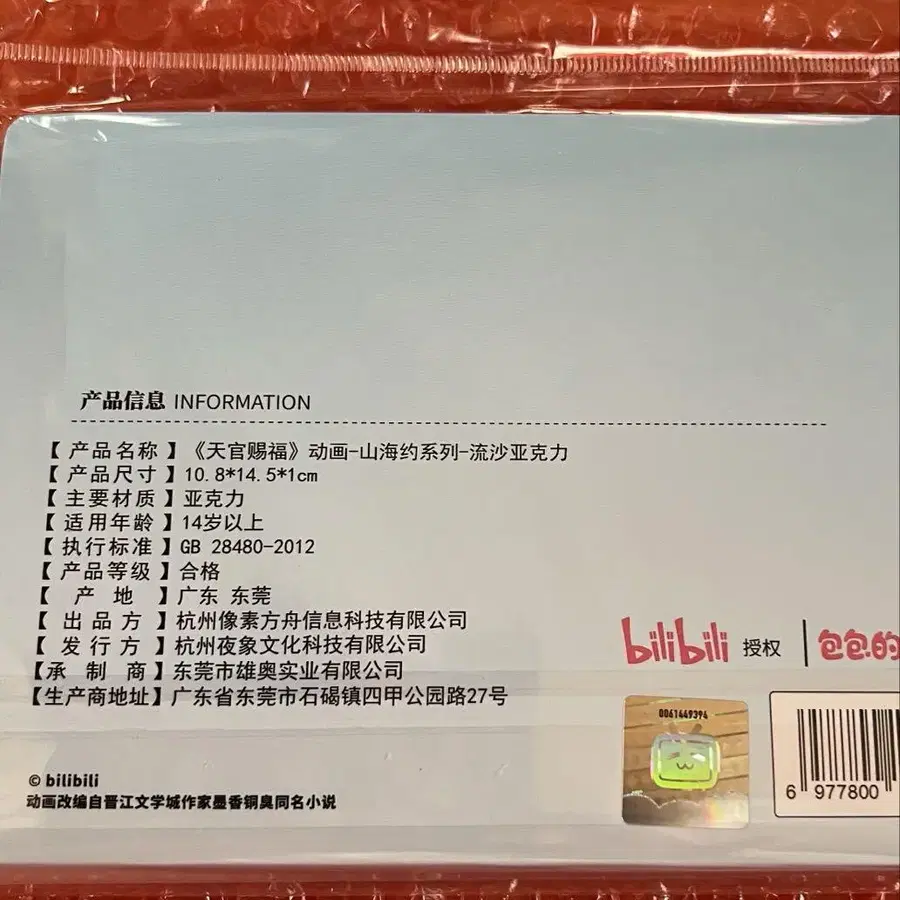 产品信息 INFORMATION
【产品名称】《天官赐福》动画-山海约系列-流沙亚克力
【产品尺寸】10.8*14.5*1cm
【主要材质】亚克力
【适用年龄】14岁以上
【执行标准】GB 28480-2012
【产品等级】合格
【产地】广东 东莞
【出品方】杭州像素方舟信息科技有限公司
【发行方】杭州夜象文化科技有限公司
【承制商】东莞市雄奥实业有限公司
【生产商地址】广东省东莞市石碣镇四甲公园路27号
bilibili 授权 | 包包的
0061449394
6 977800
© bilibili
动画改编自晋江文学城作家墨香铜臭同名小说